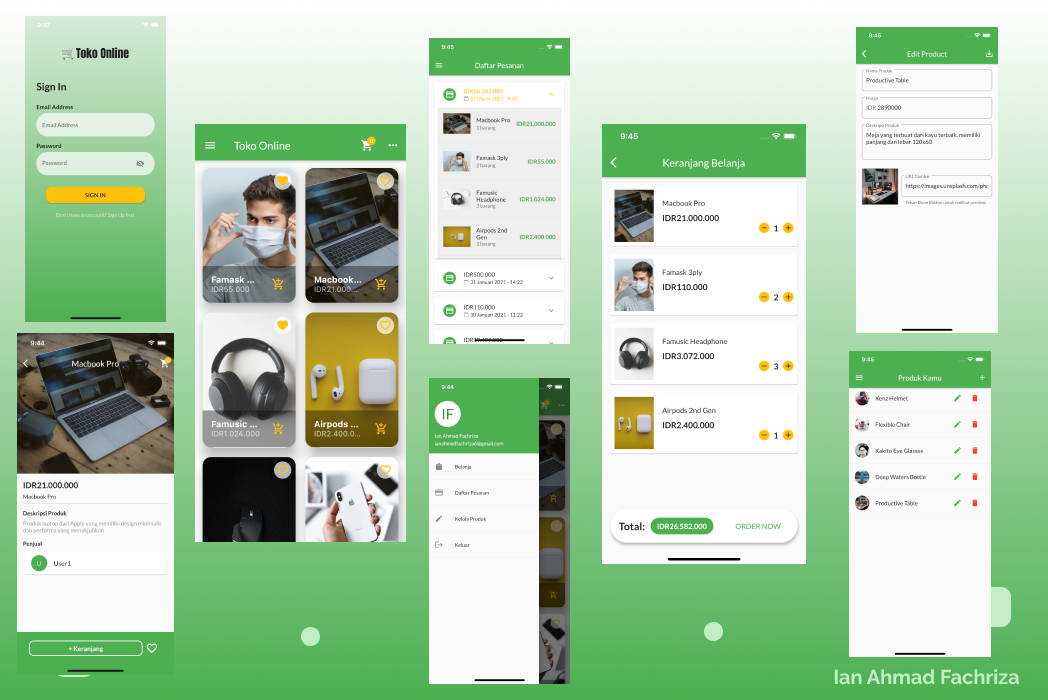 9:43
Toko Online
Sign In
Email Address
Email Address
Password
Password
SIGN IN
Don't have an account? Sign Up first.
9:44
Macbook Pro
IDR21.000.000
Macbook Pro
Deskripsi Produk
Produk laptop dari Apple yang memiliki design minimalis
dan performa yang menakjubkan
Penjual
U
User1
+ Keranjang
Toko Online
Famask ...
IDR55.000
Macbook...
IDR21.000...
Famusic ...
IDR1.024.000
Airpods ...
IDR2.400.0...
9:45
Daftar Pesanan
IDR26.582.000
31 Maret 2021 - 9:45
Macbook Pro
1 barang
IDR21.000.000
Famask 3ply
2 barang
IDR55.000
Famusic
Headphone
3 barang
IDR1.024.000
Airpods 2nd
Gen
1 barang
IDR2.400.000
IDR500.000
31 Januari 2021 - 14:22
IDR110.000
30 Januari 2021 - 11:22
9:44
IF
Ian Ahmad Fachriza
ianahmadfachriza6@gmail.com
Belanja
Daftar Pesanan
Kelola Produk
Keluar
9:45
Keranjang Belanja
Macbook Pro
IDR21.000.000
1
Famask 3ply
IDR110.000
2
Famusic Headphone
IDR3.072.000
3
Airpods 2nd Gen
IDR2.400.000
1
Total:
IDR26.582.000
ORDER NOW
9:45
Edit Product
Nama Produk
Productive Table
Harga
IDR 2890000
Deskripsi Produk
Meja yang terbuat dari kayu terbaik, memiliki
panjang dan lebar 120x60
URL Gambar
https://images.unsplash.com/pho
Tekan Done Button untuk melihat preview
9:45
Produk Kamu
Kenz Helmet
Flexible Chair
Kakito Eye Glasses
Deep Waters Bottle
Productive Table
Ian Ahmad Fachriza